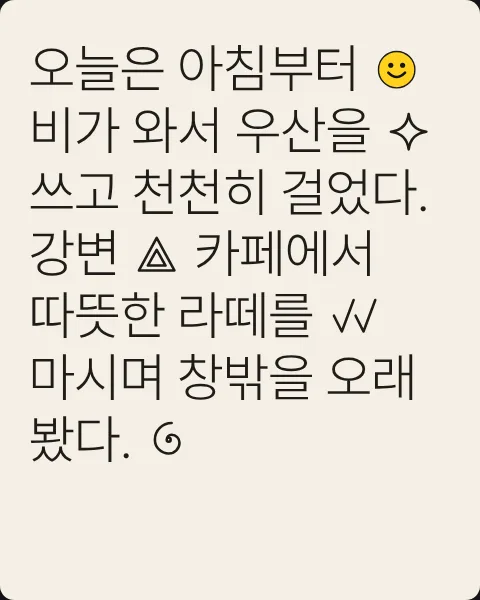 오늘은 아침부터 🙂
비가 와서 우산을 ✧
쓰고 천천히 걸었다.
강변 ⟁ 카페에서
따뜻한 라떼를 √√
마시며 창밖을 오래
봤다.